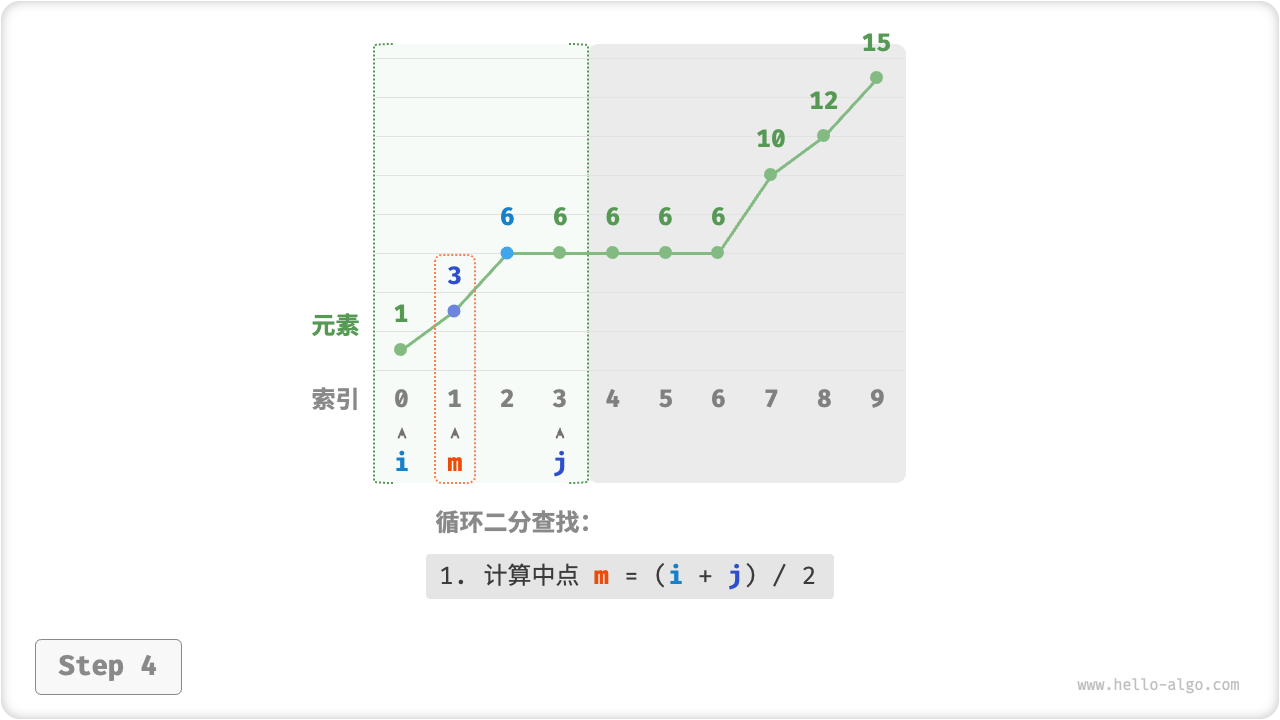 15
12
10
6 6 6 6 6
3
1
元素
索引 0 1 2 3 4 5 6 7 8 9
i m j
循环二分查找：
1. 计算中点 m = (i + j) / 2
Step 4
www.hello-algo.com